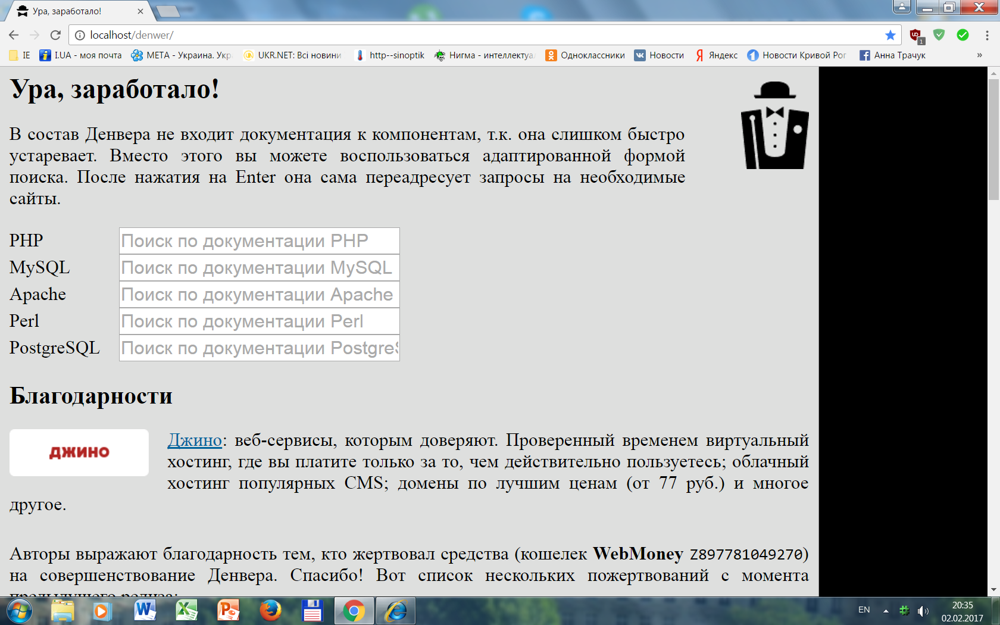 Ура, заработало!
localhost/denwer/
IE
I.UA - моя почта
МЕТА - Украина. Укр
UKR.NET: Всі новини
http--sinoptik
Нигма - интеллектуа
Одноклассники
Новости
Яндекс
Новости Кривой Рог
Анна Трачук
»
Ура, заработало!
В состав Денвера не входит документация к компонентам, т.к. она слишком быстро
устаревает. Вместо этого вы можете воспользоваться адаптированной формой
поиска. После нажатия на Enter она сама переадресует запросы на необходимые
сайты.
PHP Поиск по документации PHP
MySQL Поиск по документации MySQL
Apache Поиск по документации Apache
Perl Поиск по документации Perl
PostgreSQL Поиск по документации PostgreS
Благодарности
джино
Джино: веб-сервисы, которым доверяют. Проверенный временем виртуальный
хостинг, где вы платите только за то, чем действительно пользуетесь; облачный
хостинг популярных CMS; домены по лучшим ценам (от 77 руб.) и многое
другое.
Авторы выражают благодарность тем, кто жертвовал средства (кошелек WebMoney Z897781049270)
на совершенствование Денвера. Спасибо! Вот список нескольких пожертвований с момента
предыдущего релиза:
EN
20:35
02.02.2017